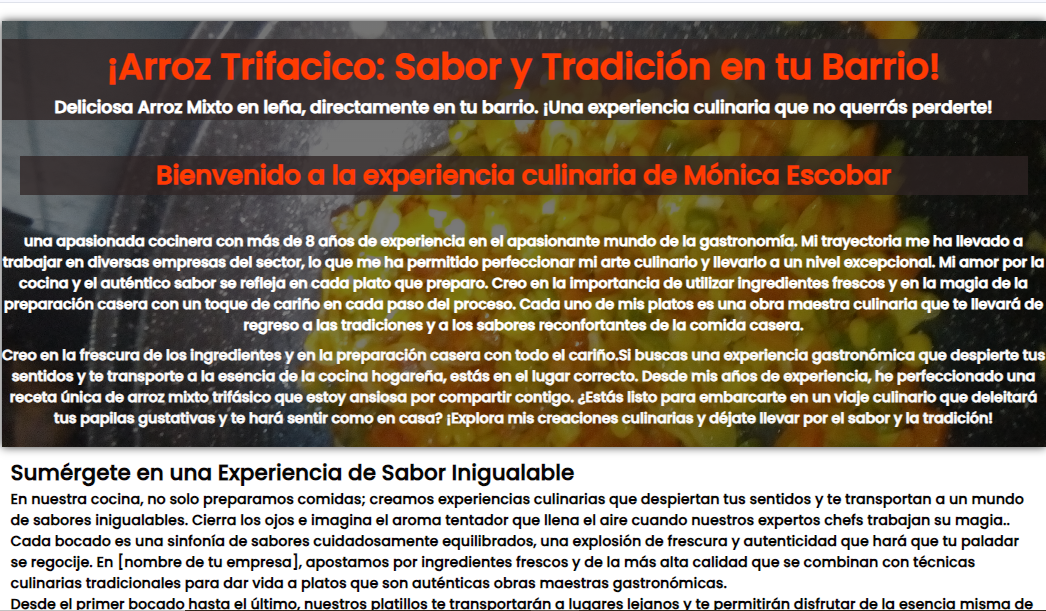 ¡Arroz Trifacico: Sabor y Tradición en tu Barrio!
Deliciosa Arroz Mixto en leña, directamente en tu barrio. ¡Una experiencia culinaria que no querrás perderte!
Bienvenido a la experiencia culinaria de Mónica Escobar
una apasionada cocinera con más de 8 años de experiencia en el apasionante mundo de la gastronomía. Mi trayectoria me ha llevado a
trabajar en diversas empresas del sector, lo que me ha permitido perfeccionar mi arte culinario y llevarlo a un nivel excepcional. Mi amor por la
cocina y el auténtico sabor se refleja en cada plato que preparo. Creo en la importancia de utilizar ingredientes frescos y en la magia de la
preparación casera con un toque de cariño en cada paso del proceso. Cada uno de mis platos es una obra maestra culinaria que te llevará de
regreso a las tradiciones y a los sabores reconfortantes de la comida casera.
Creo en la frescura de los ingredientes y en la preparación casera con todo el cariño.Si buscas una experiencia gastronómica que despierte tus
sentidos y te transporte a la esencia de la cocina hogareña, estás en el lugar correcto. Desde mis años de experiencia, he perfeccionado una
receta única de arroz mixto trifásico que estoy ansiosa por compartir contigo. ¿Estás listo para embarcarte en un viaje culinario que deleitará
tus papilas gustativas y te hará sentir como en casa? ¡Explora mis creaciones culinarias y déjate llevar por el sabor y la tradición!
Sumérgete en una Experiencia de Sabor Inigualable
En nuestra cocina, no solo preparamos comidas; creamos experiencias culinarias que despiertan tus sentidos y te transportan a un mundo
de sabores inigualables. Cierra los ojos e imagina el aroma tentador que llena el aire cuando nuestros expertos chefs trabajan su magia..
Cada bocado es una sinfonía de sabores cuidadosamente equilibrados, una explosión de frescura y autenticidad que hará que tu paladar
se regocije. En [nombre de tu empresa], apostamos por ingredientes frescos y de la más alta calidad que se combinan con técnicas
culinarias tradicionales para dar vida a platos que son auténticas obras maestras gastronómicas.
Desde el primer bocado hasta el último, nuestros platillos te transportarán a lugares lejanos y te permitirán disfrutar de la esencia misma de